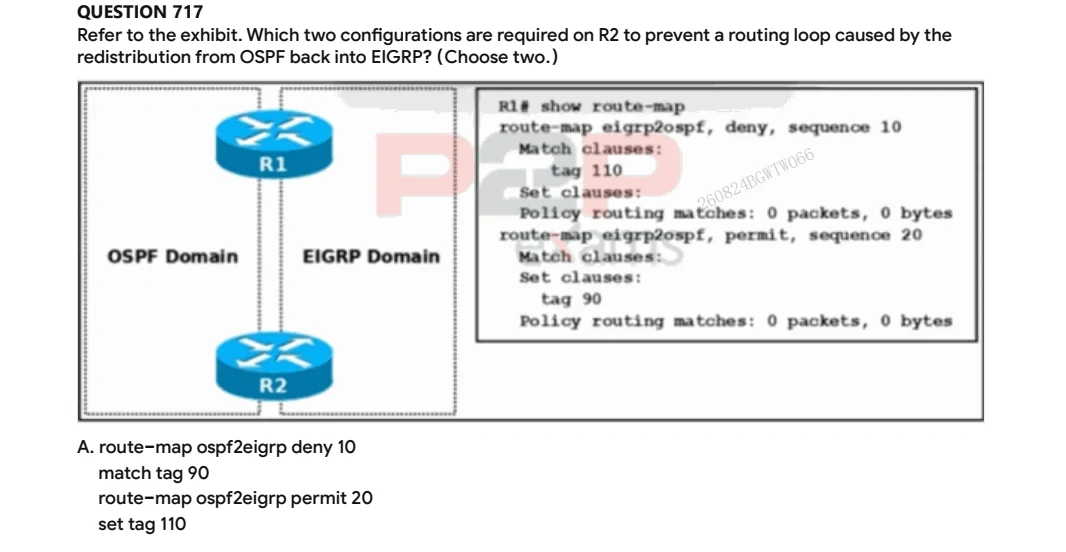 QUESTION 717
Refer to the exhibit. Which two configurations are required on R2 to prevent a routing loop caused by the
redistribution from OSPF back into EIGRP? (Choose two.)
R1
OSPF Domain
EIGRP Domain
R2
R1# show route-map
route-map eigrp2ospf, deny, sequence 10
Match clauses:
tag 110
Set clauses:
Policy routing matches: 0 packets, 0 bytes
route-map eigrp2ospf, permit, sequence 20
Match clauses:
Set clauses:
tag 90
Policy routing matches: 0 packets, 0 bytes
P2P
exams
260824BGWTW066
A. route-map ospf2eigrp deny 10
match tag 90
route-map ospf2eigrp permit 20
set tag 110